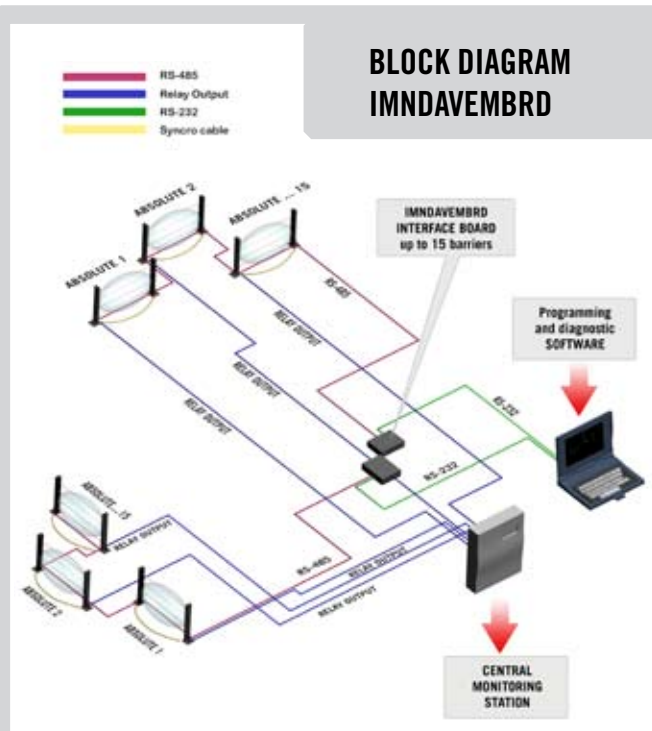 BLOCK DIAGRAM
IMNDAVEMBRD
RS-485
Relay Output
RS-232
Syncro cable
ABSOLUTE 2
ABSOLUTE ... 15
ABSOLUTE 1
IMNDAVEMBRD
INTERFACE BOARD
up to 15 barriers
RS-485
RELAY OUTPUT
Programming
and diagnostic
SOFTWARE
RELAY OUTPUT
RELAY OUTPUT
RS-232
RS-232
ABSOLUTE... 15
RELAY OUTPUT
RS-485
RELAY OUTPUT
ABSOLUTE 2
ABSOLUTE 1
RELAY OUTPUT
CENTRAL
MONITORING
STATION